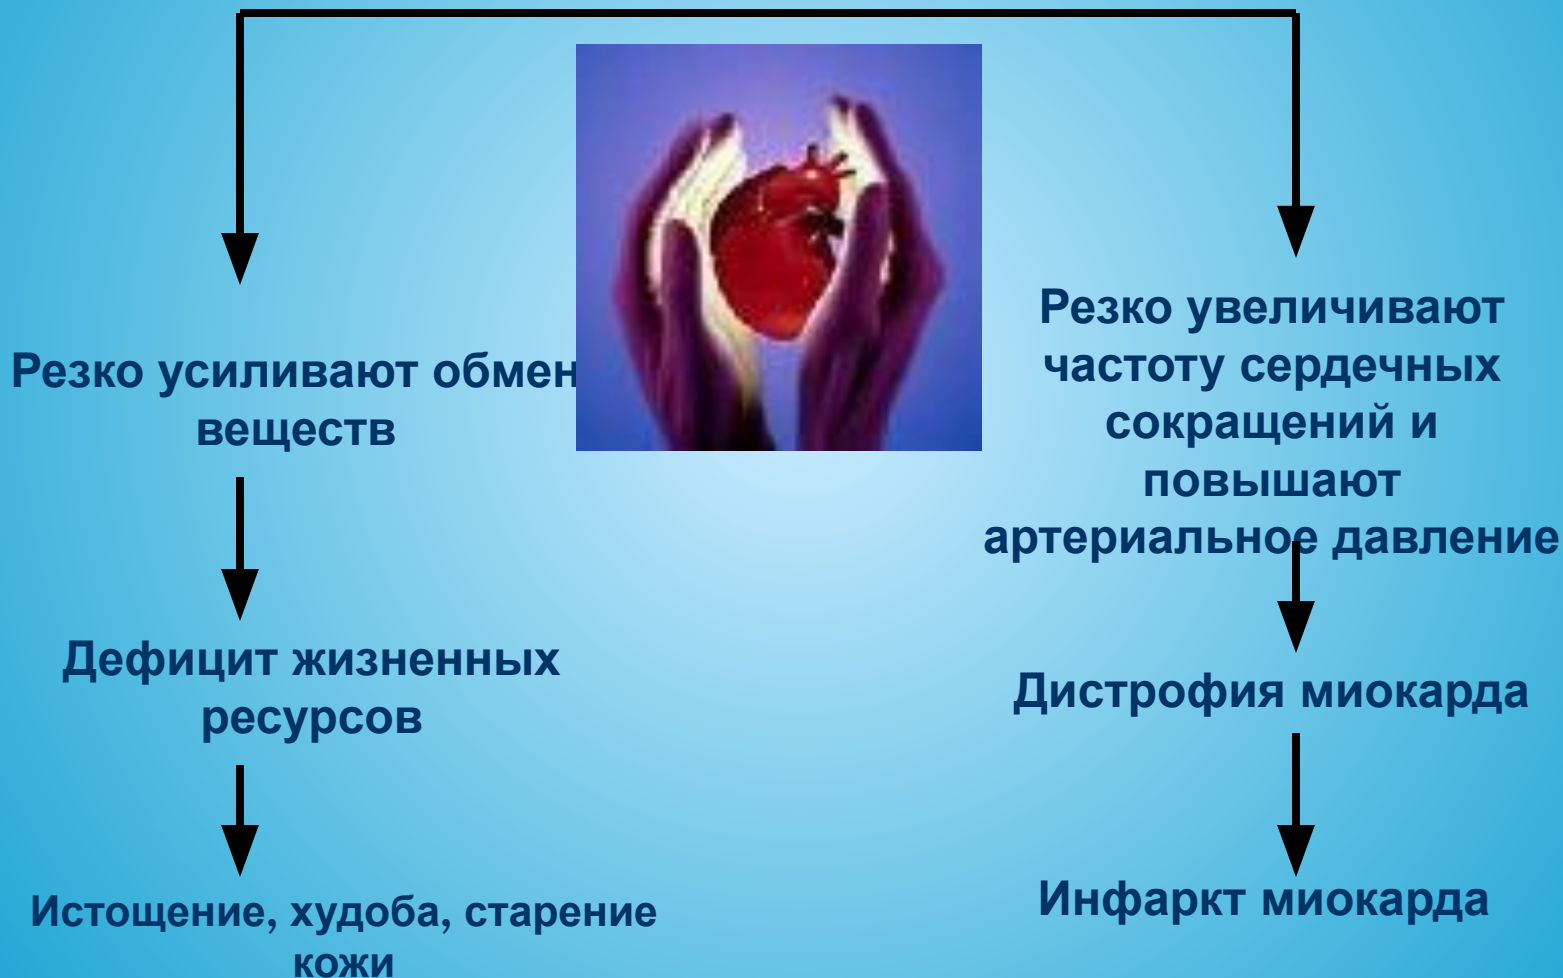 Резко усиливают обмен
веществ
Дефицит жизненных
ресурсов
Истощение, худоба, старение
кожи
Резко увеличивают
частоту сердечных
сокращений и
повышают
артериальное давление
Дистрофия миокарда
Инфаркт миокарда